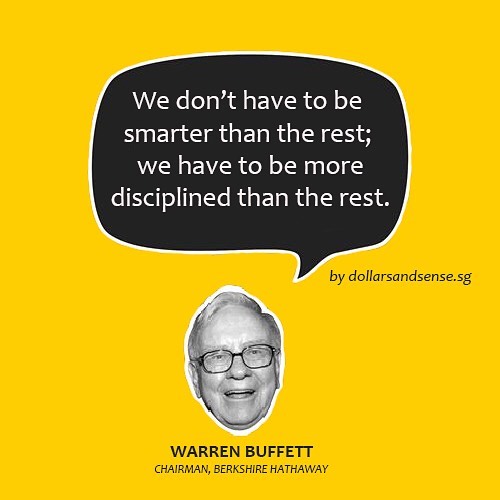 We don’t have to be
smarter than the rest;
we have to be more
disciplined than the rest.
by dollarsandsense.sg
WARREN BUFFETT
CHAIRMAN, BERKSHIRE HATHAWAY